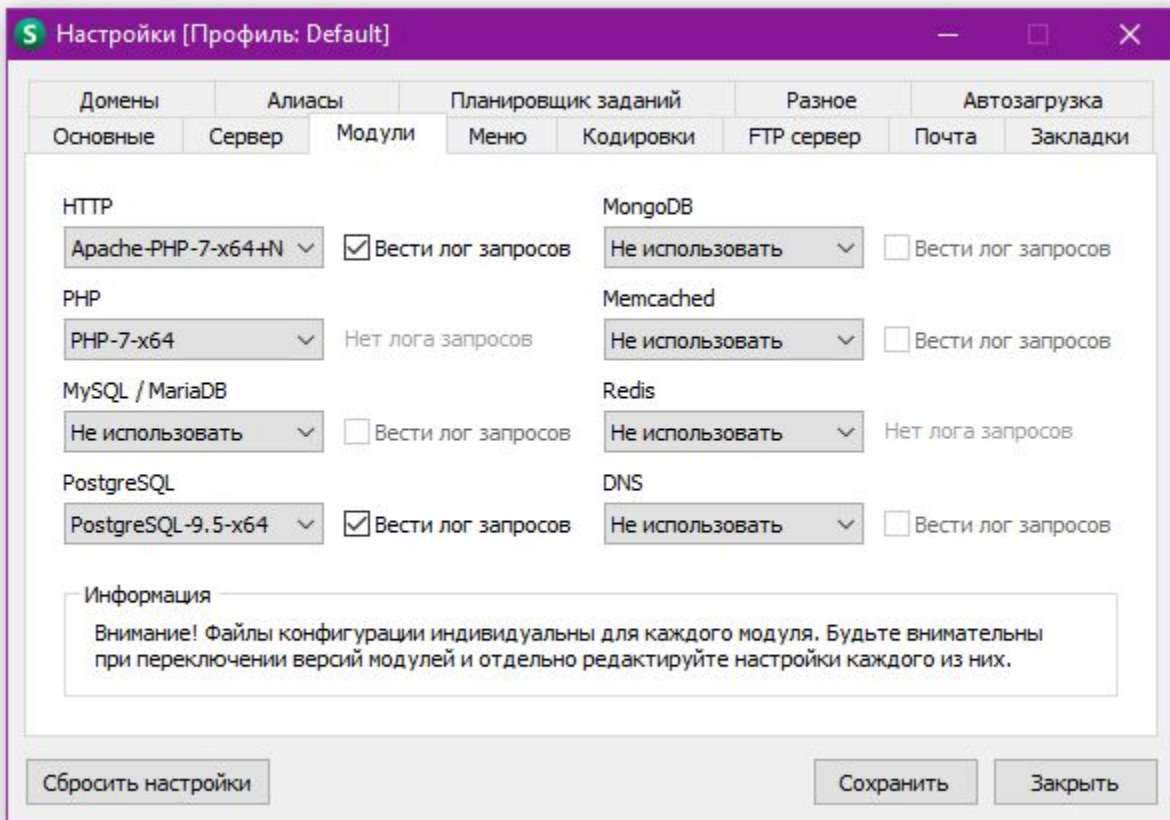 S Настройки [Профиль: Default]
Домены Алиасы Планировщик заданий Разное Автозагрузка
Основные Сервер Модули Меню Кодировки FTP сервер Почта Закладки
HTTP MongoDB
Apache-PHP-7-x64+N Вести лог запросов Не использовать Вести лог запросов
PHP Memcached
PHP-7-x64 Нет лога запросов Не использовать Вести лог запросов
MySQL / MariaDB Redis
Не использовать Вести лог запросов Не использовать Нет лога запросов
PostgreSQL DNS
PostgreSQL-9.5-x64 Вести лог запросов Не использовать Вести лог запросов
Информация
Внимание! Файлы конфигурации индивидуальны для каждого модуля. Будьте внимательны
при переключении версий модулей и отдельно редактируйте настройки каждого из них.
Сбросить настройки Сохранить Закрыть